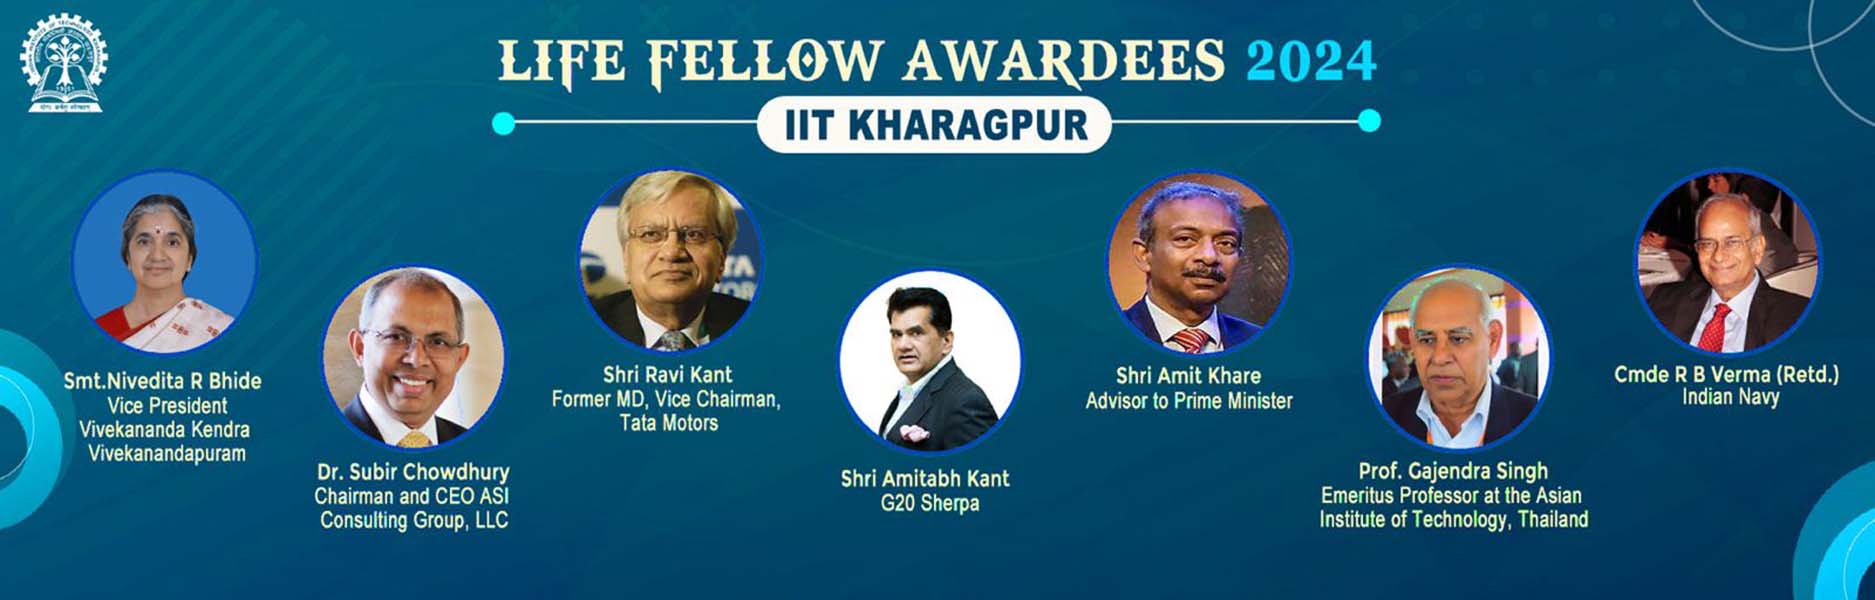 LIFE FELLOW AWARDEES 2024
IIT KHARAGPUR
Smt.Nivedita R Bhide
Vice President
Vivekananda Kendra
Vivekanandapuram
Dr. Subir Chowdhury
Chairman and CEO ASI
Consulting Group, LLC
Shri Ravi Kant
Former MD, Vice Chairman,
Tata Motors
Shri Amitabh Kant
G20 Sherpa
Shri Amit Khare
Advisor to Prime Minister
Prof. Gajendra Singh
Emeritus Professor at the Asian
Institute of Technology, Thailand
Cmde R B Verma (Retd.)
Indian Navy